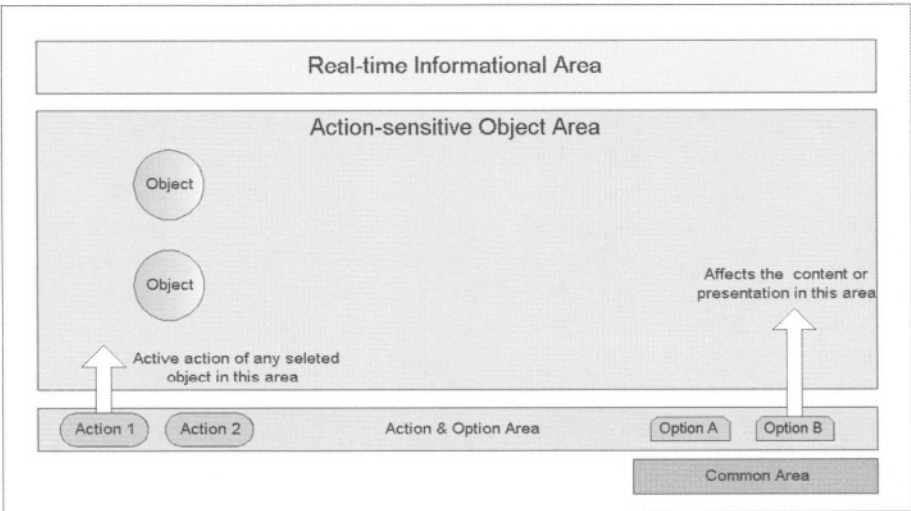 Real-time Informational Area
Action-sensitive Object Area
Object
Object
Affects the content or
presentation in this area
Active action of any seleted
object in this area
Action 1
Action 2
Action & Option Area
Option A
Option B
Common Area